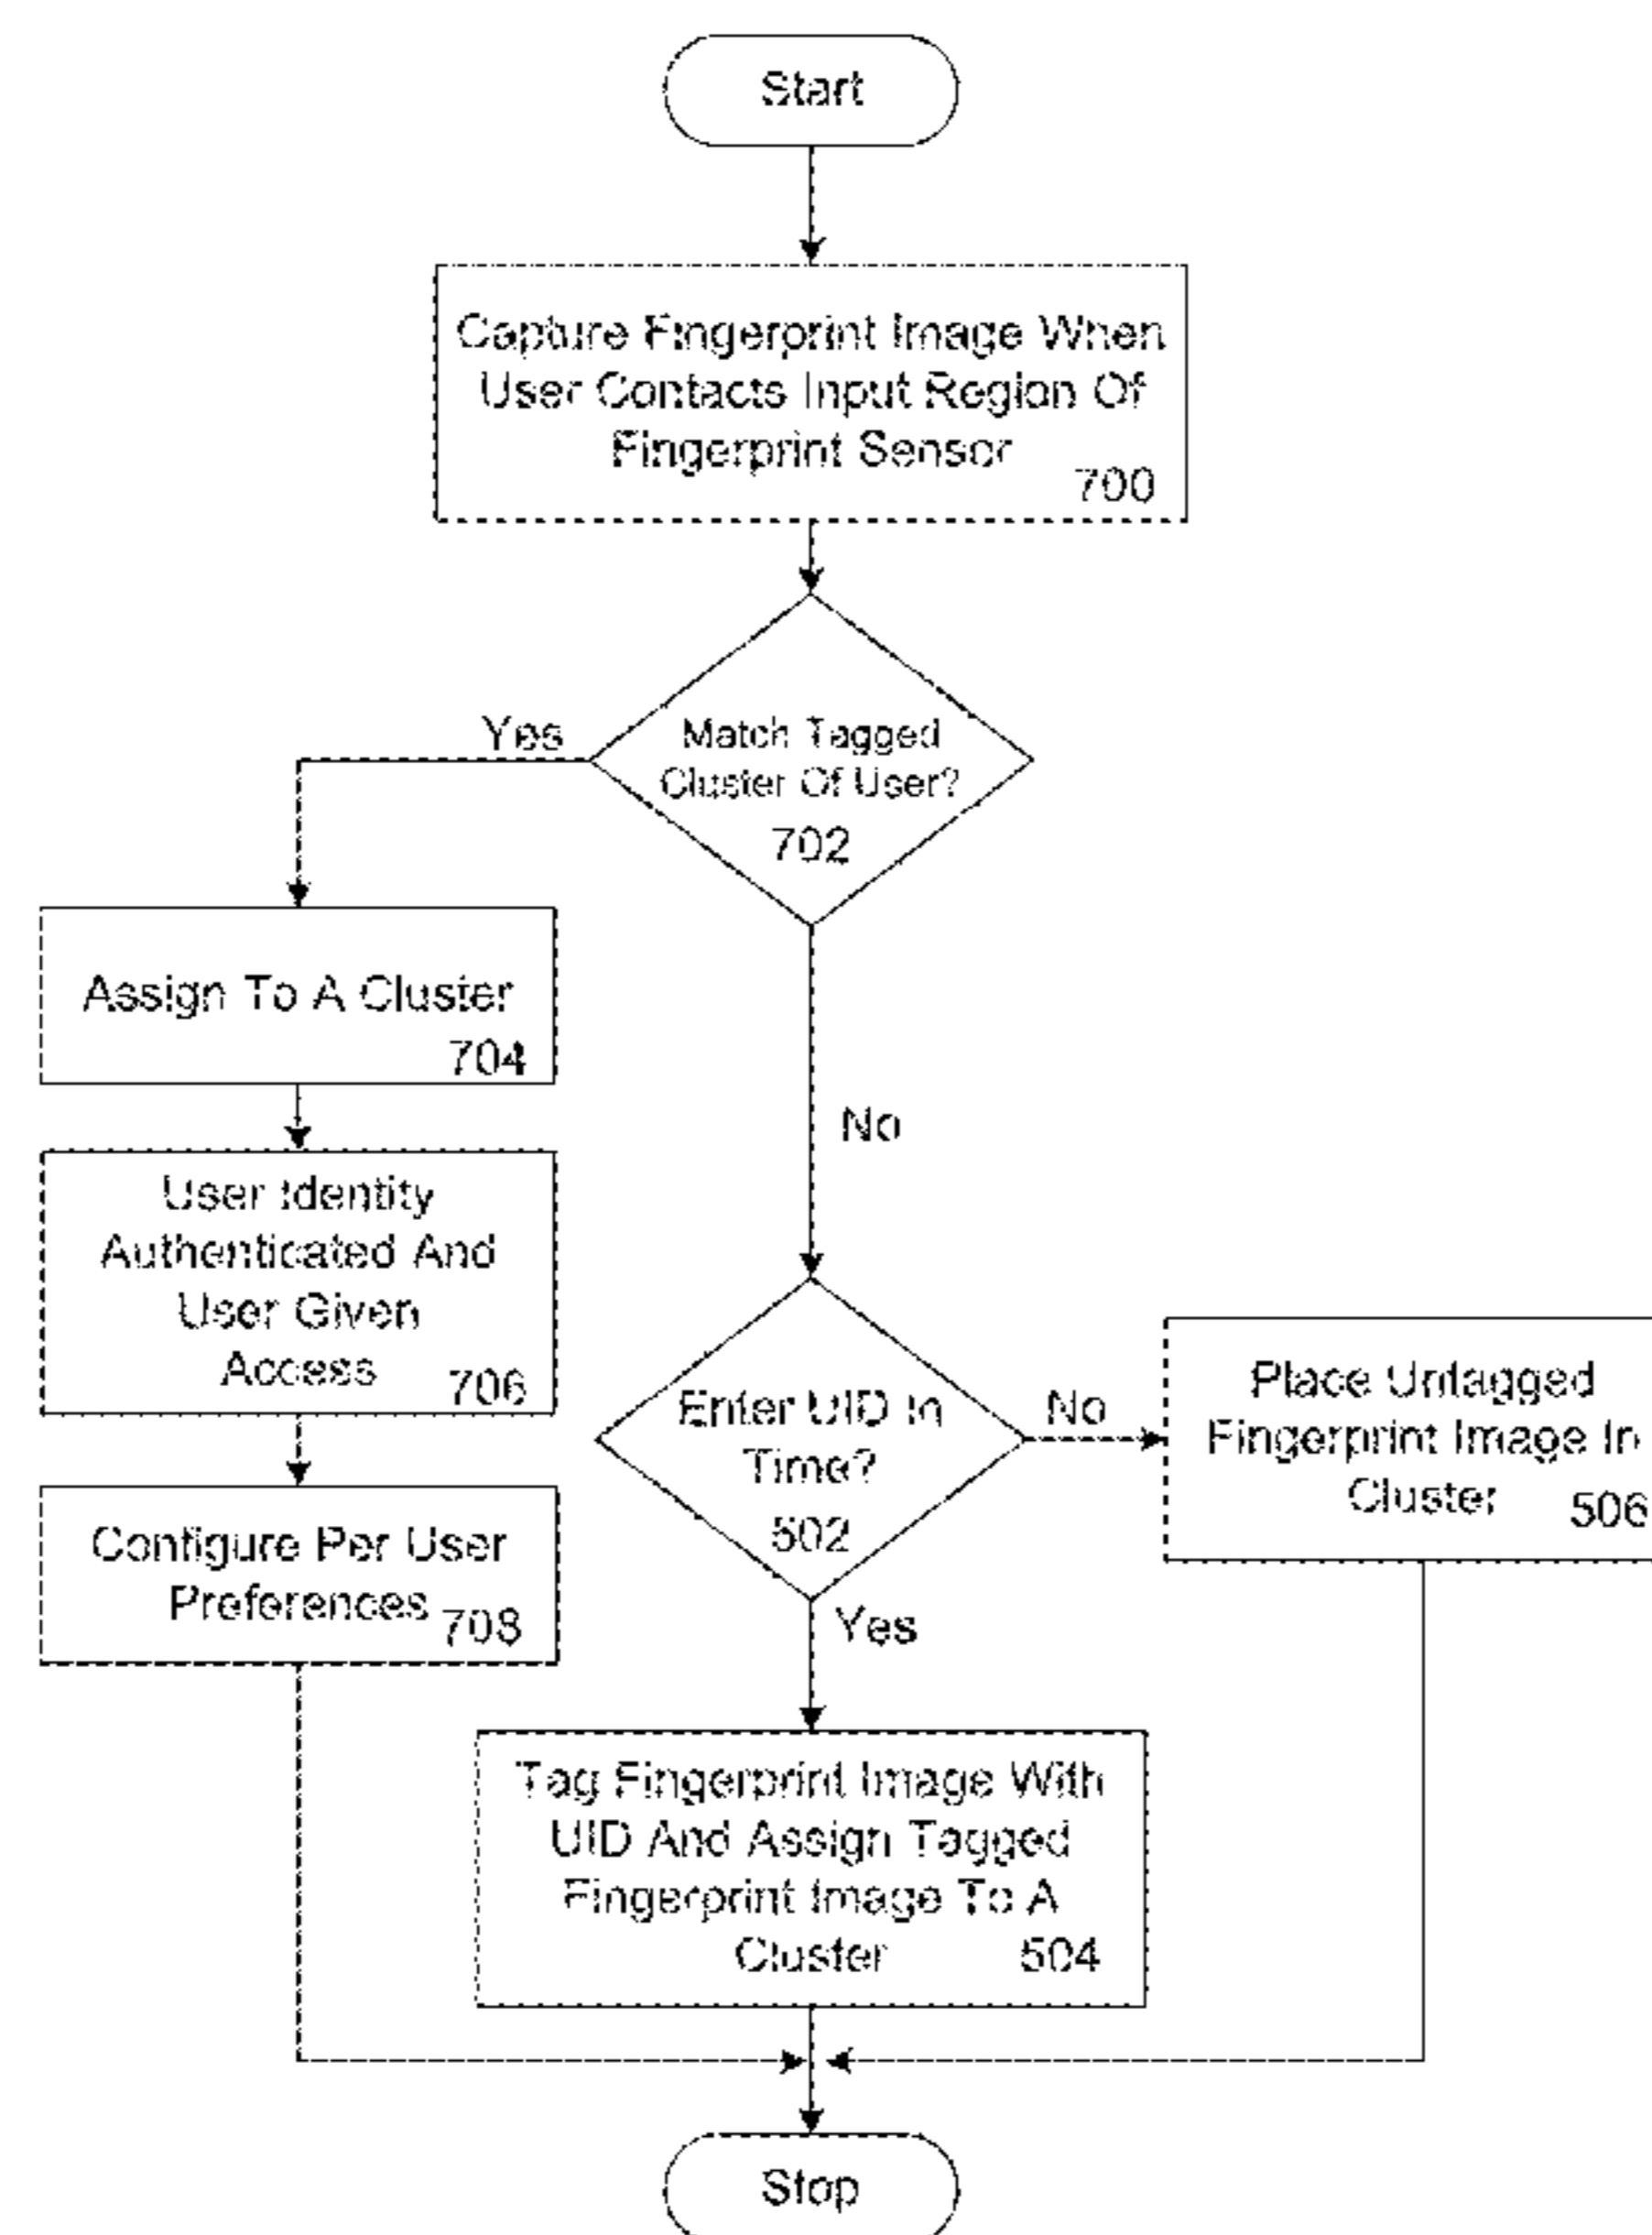 Start
Capture Fingerprint Image When
User Contacts Input Region Of
Fingerprint Sensor
700
Match Tagged
Cluster Of User?
702
Yes
No
Assign To A Cluster
704
User Identity
Authenticated And
User Given
Access
706
Configure Per User
Preferences
708
Enter UID In
Time?
502
No
Yes
Place Untagged
Fingerprint Image In
Cluster
506
Tag Fingerprint Image With
UID And Assign Tagged
Fingerprint Image To A
Cluster
504
Stop